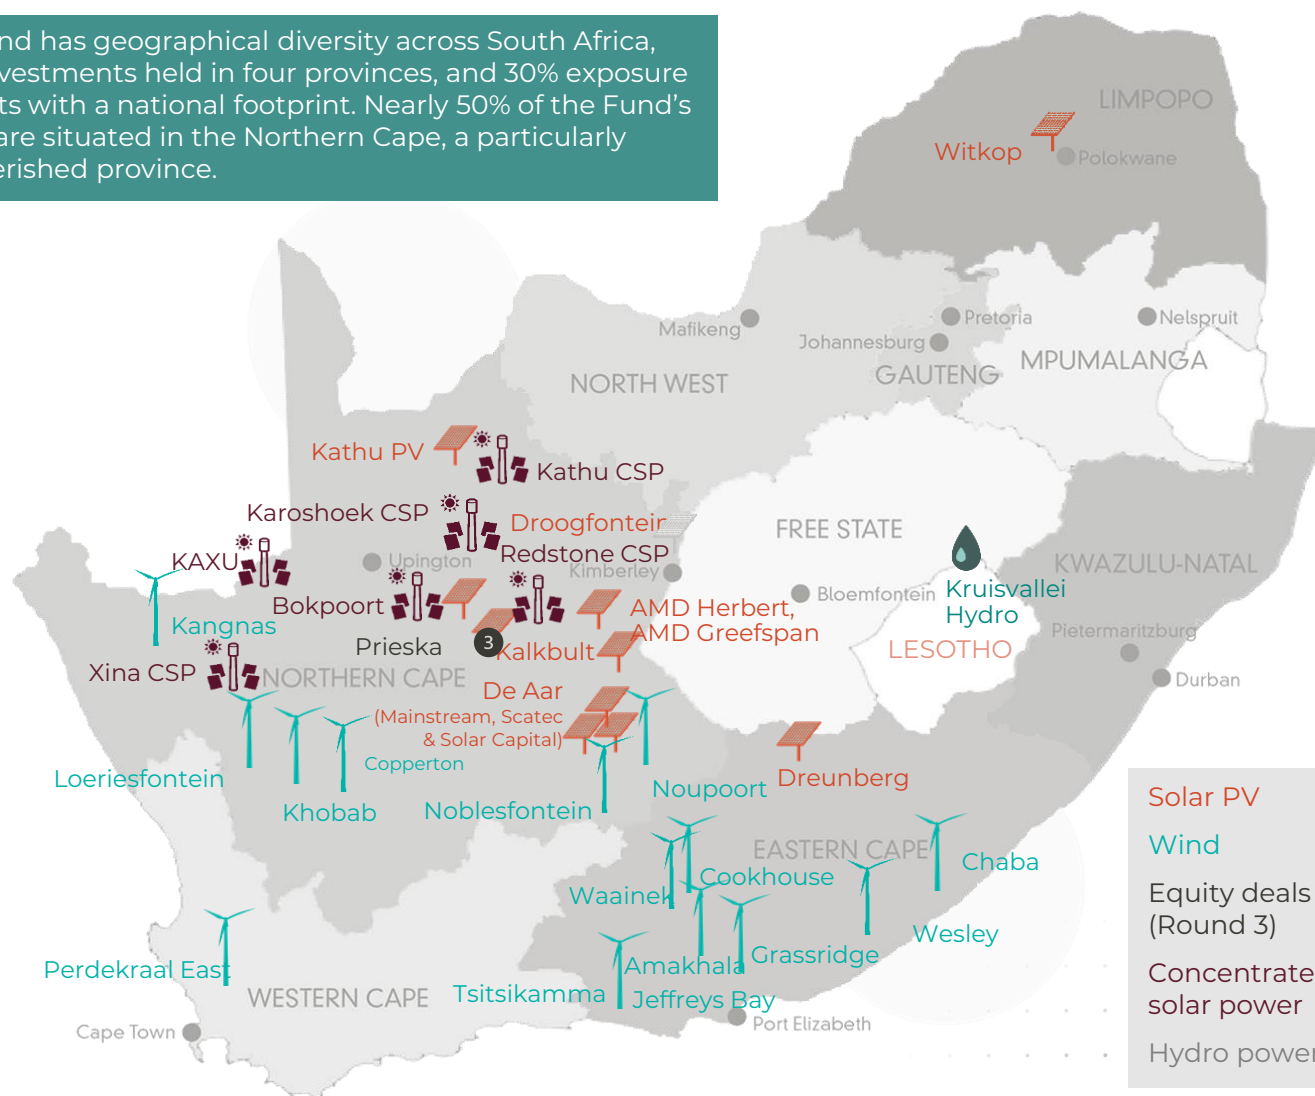 nd has geographical diversity across South Africa,
vestments held in four provinces, and 30% exposure
ts with a national footprint. Nearly 50% of the Fund's
are situated in the Northern Cape, a particularly
erished province.
LIMPOPO
Witkop
Polokwane
Mafikeng
Pretoria
Nelspruit
Johannesburg
MPUMALANGA
NORTH WEST
GAUTENG
Kathu PV
Kathu CSP
Karoshoek CSP
Droogfontein
FREE STATE
Redstone CSP
KAXU
Upington
Kimberley
KWAZULU-NATAL
Bokpoort
Bloemfontein
Kruisvallei
Hydro
AMD Herbert,
AMD Greefspan
Kangnas
Prieska
3
Kalkbult
LESOTHO
Pietermaritzburg
Xina CSP
NORTHERN CAPE
Durban
De Aar
(Mainstream, Scatec
& Solar Capital)
Copperton
Loeriesfontein
Khobab
Noblesfontein
Noupoort
Dreunberg
EASTERN CAPE
Chaba
Cookhouse
Waainek
Wesley
Grassridge
Amakhala
Perdekraal East
WESTERN CAPE
Tsitsikamma
Jeffreys Bay
Cape Town
Port Elizabeth
Solar PV
Wind
Equity deals
(Round 3)
Concentrate
solar power
Hydro power